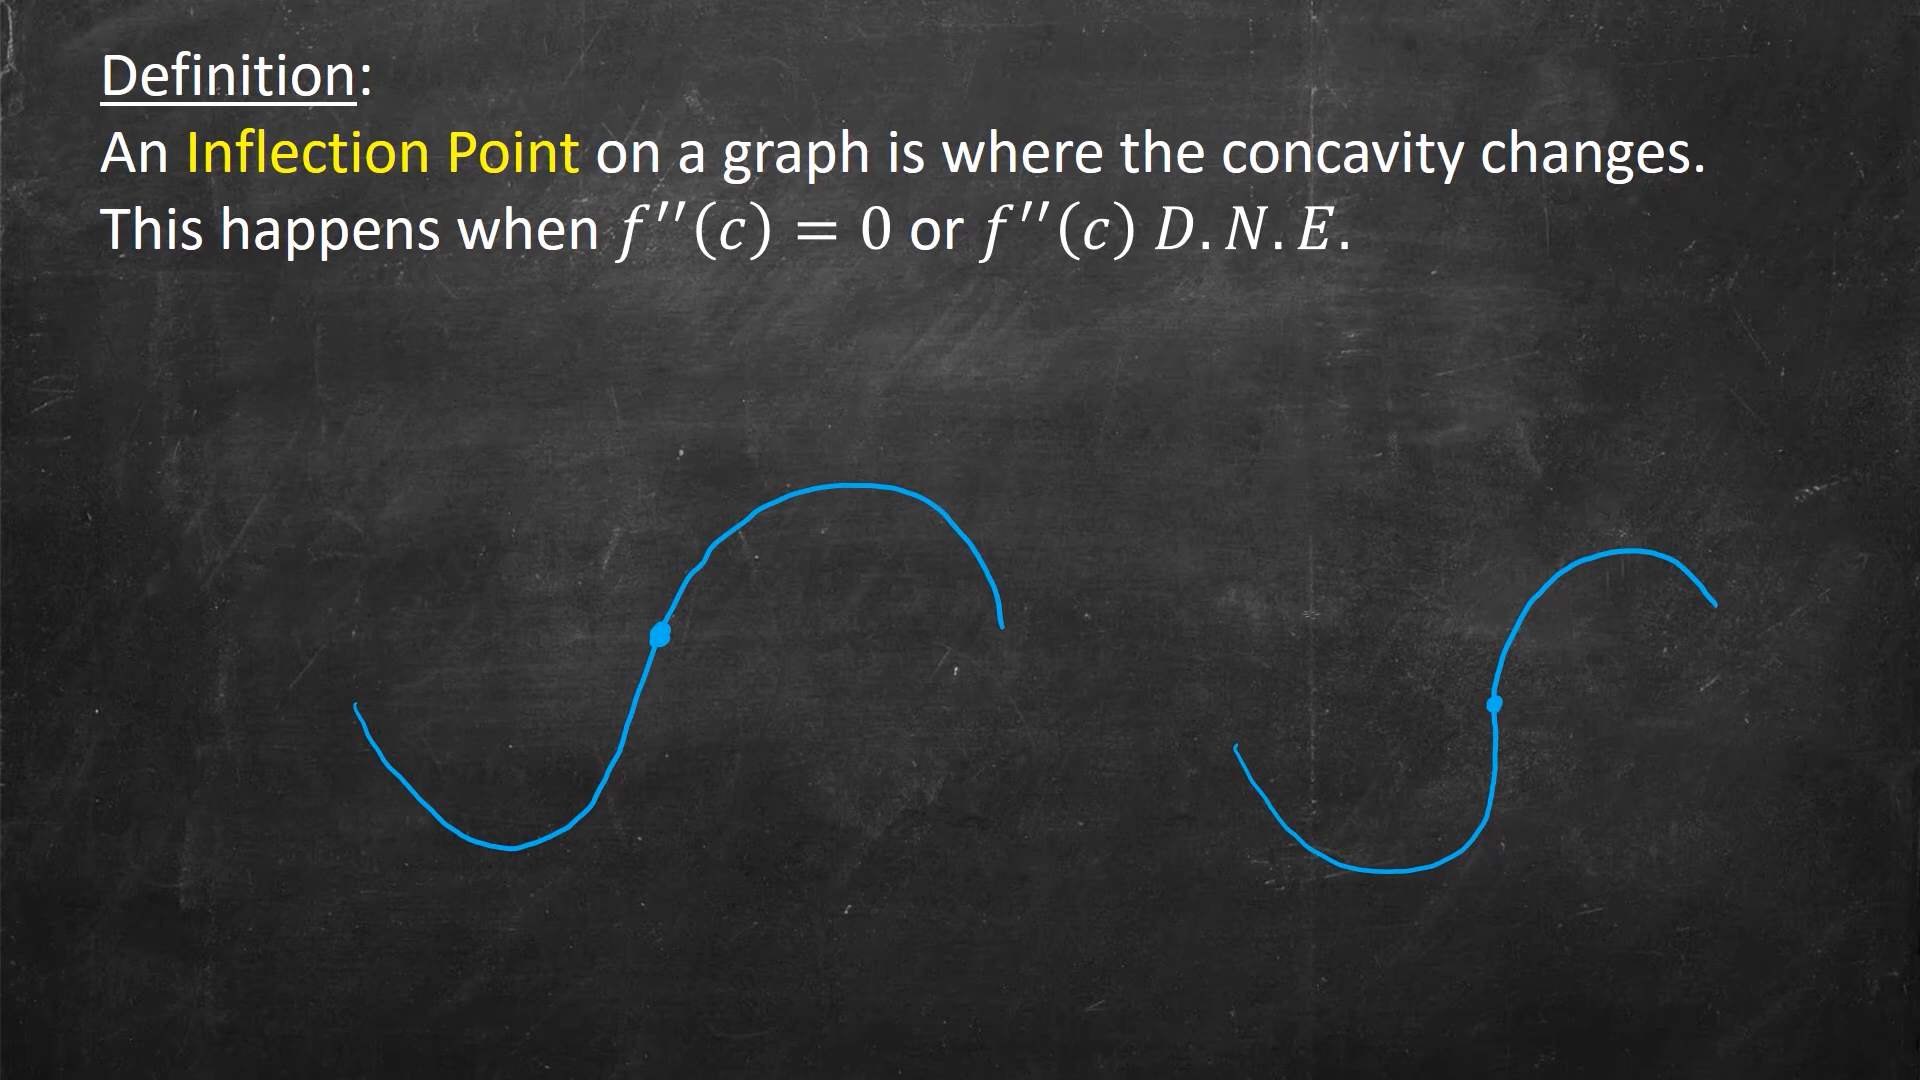 Definition:
An Inflection Point on a graph is where the concavity changes.
This happens when f''(c) = 0 or f''(c) D.N.E.